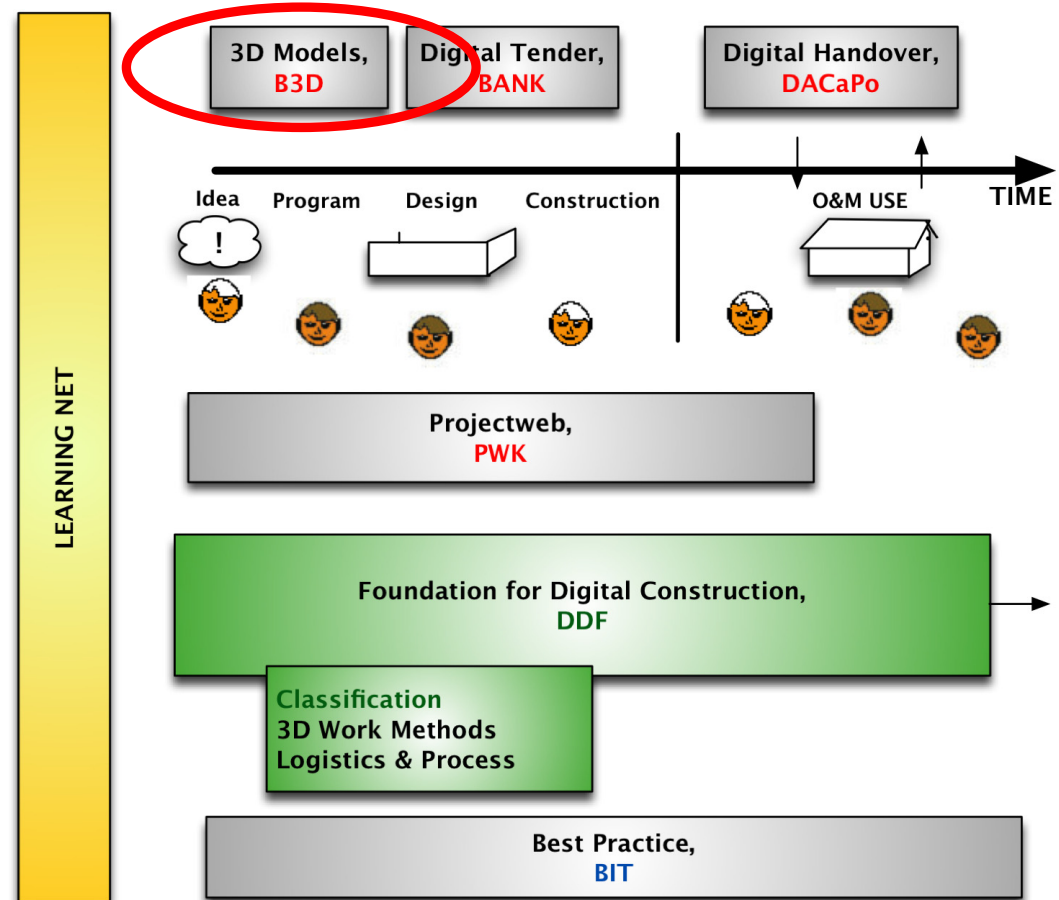 3D Models,
B3D
Digital Tender,
BANK
Digital Handover,
DACaPo
TIME
Idea
Program
Design
Construction
O&M USE
!
LEARNING NET
Projectweb,
PWK
Foundation for Digital Construction,
DDF
Classification
3D Work Methods
Logistics & Process
Best Practice,
BIT